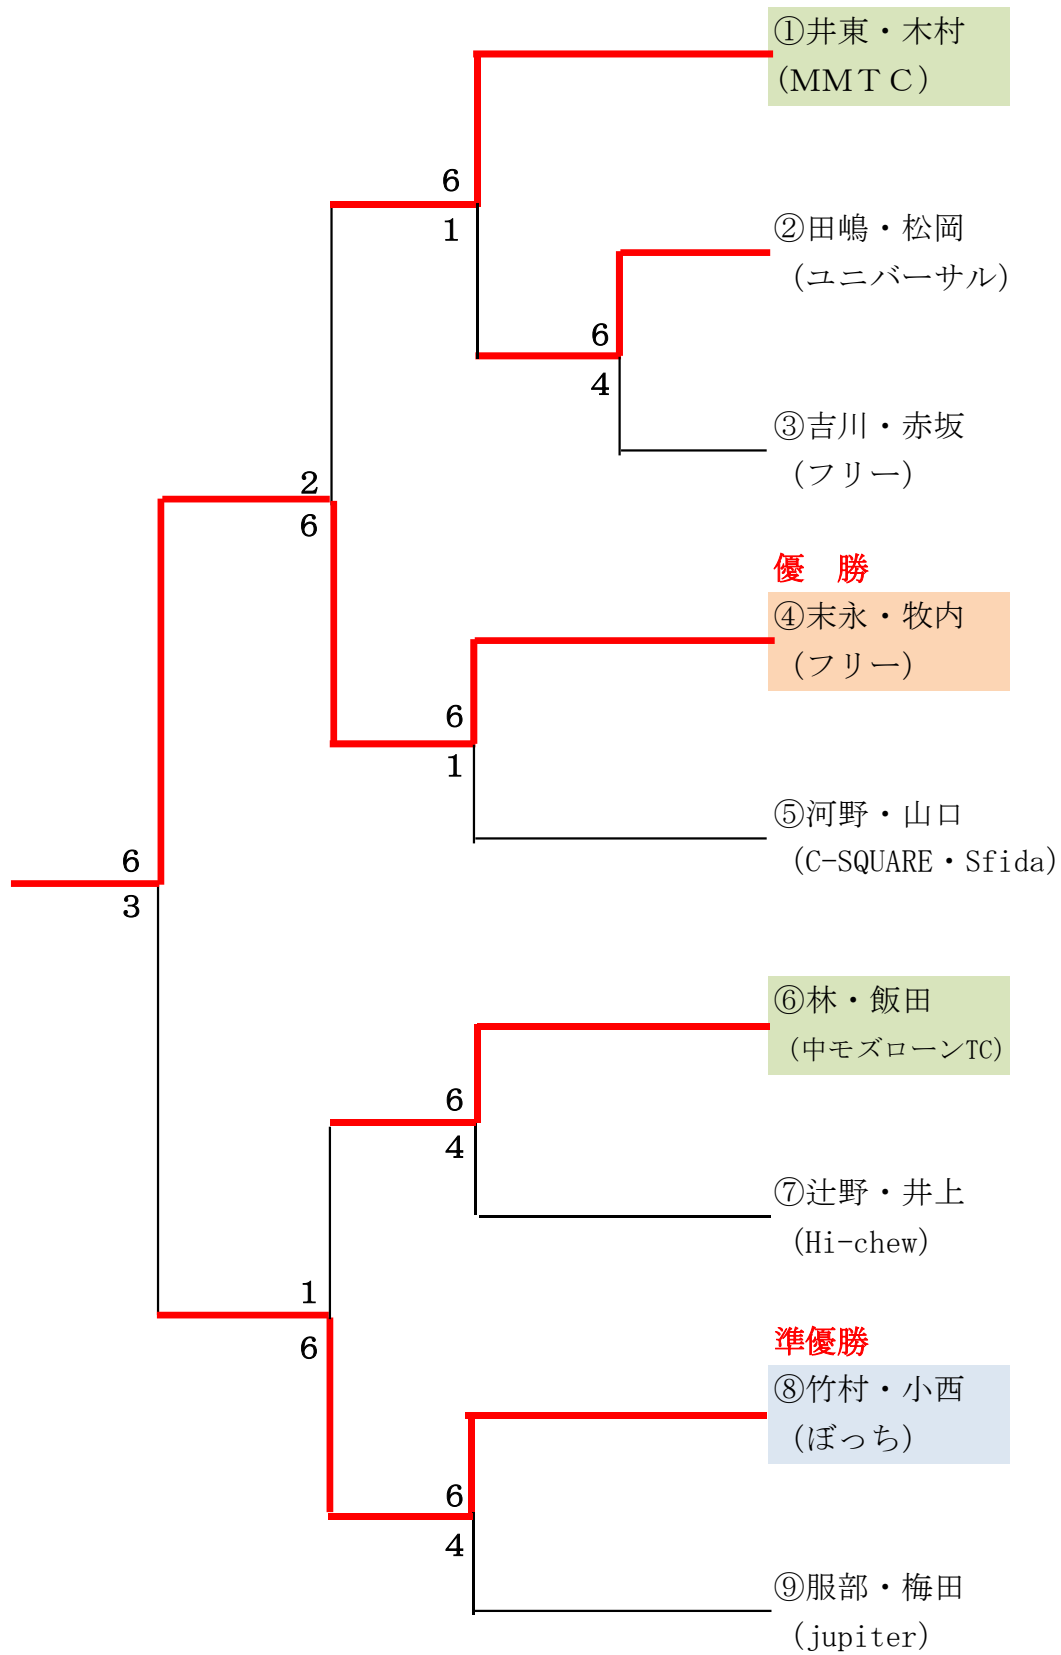 ①井東・木村
(MMＴＣ)
6
1
②田嶋・松岡
(ユニバーサル)
6
4
③吉川・赤坂
(フリー)
2
6
優　勝
④末永・牧内
(フリー)
6
1
⑤河野・山口
(C-SQUARE・Sfida)
6
3
⑥林・飯田
(中モズローンTC)
6
4
⑦辻野・井上
(Hi-chew)
1
6
準優勝
⑧竹村・小西
(ぼっち)
6
4
⑨服部・梅田
(jupiter)